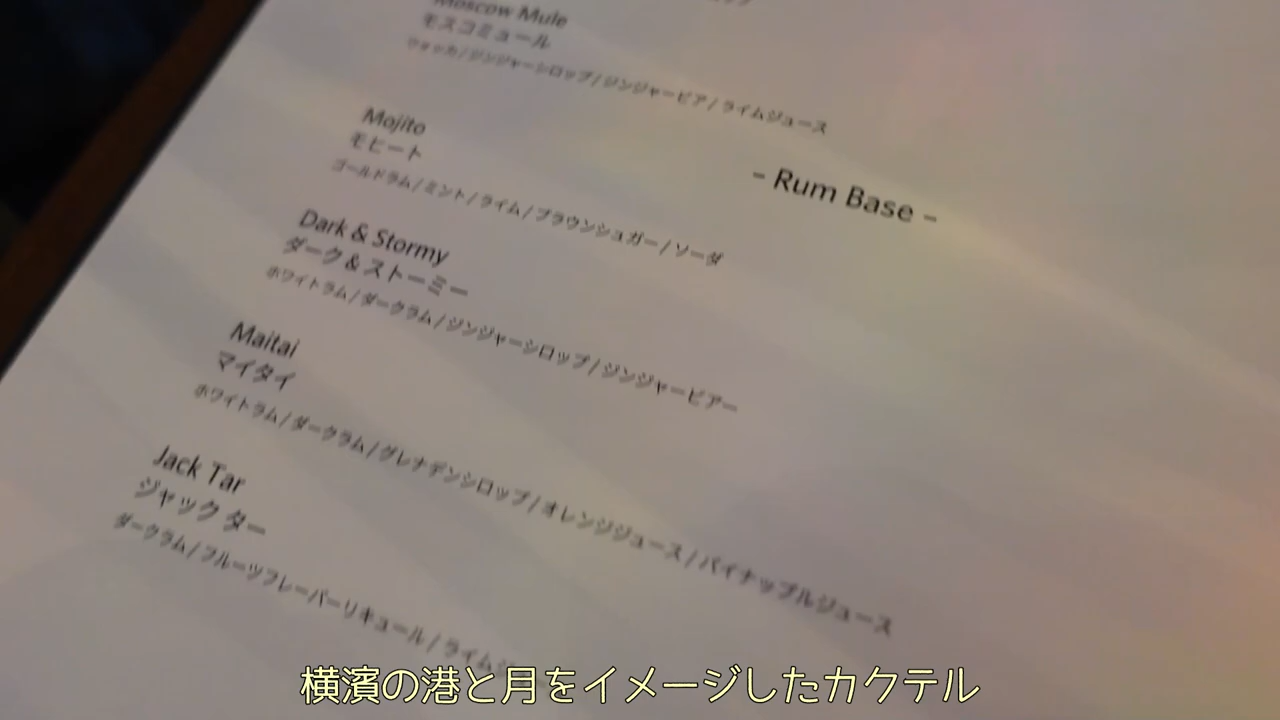 Moscow Mule
モスコミュール
ウォッカ / ジンジャーシロップ / ジンジャービア / ライムジュース
– Rum Base –
Mojito
モヒート
ゴールドラム / ミント / ライム / ブラウンシュガー / ソーダ
Dark & Stormy
ダーク & ストーミー
ホワイトラム / ダークラム / ジンジャーシロップ / ジンジャービアー
Maitai
マイタイ
ホワイトラム / ダークラム / グレナデンシロップ / オレンジジュース / パイナップルジュース
Jack Tar
ジャック ター
ダークラム / フルーツフレーバーリキュール / ライムジ
横濱の港と月をイメージしたカクテル